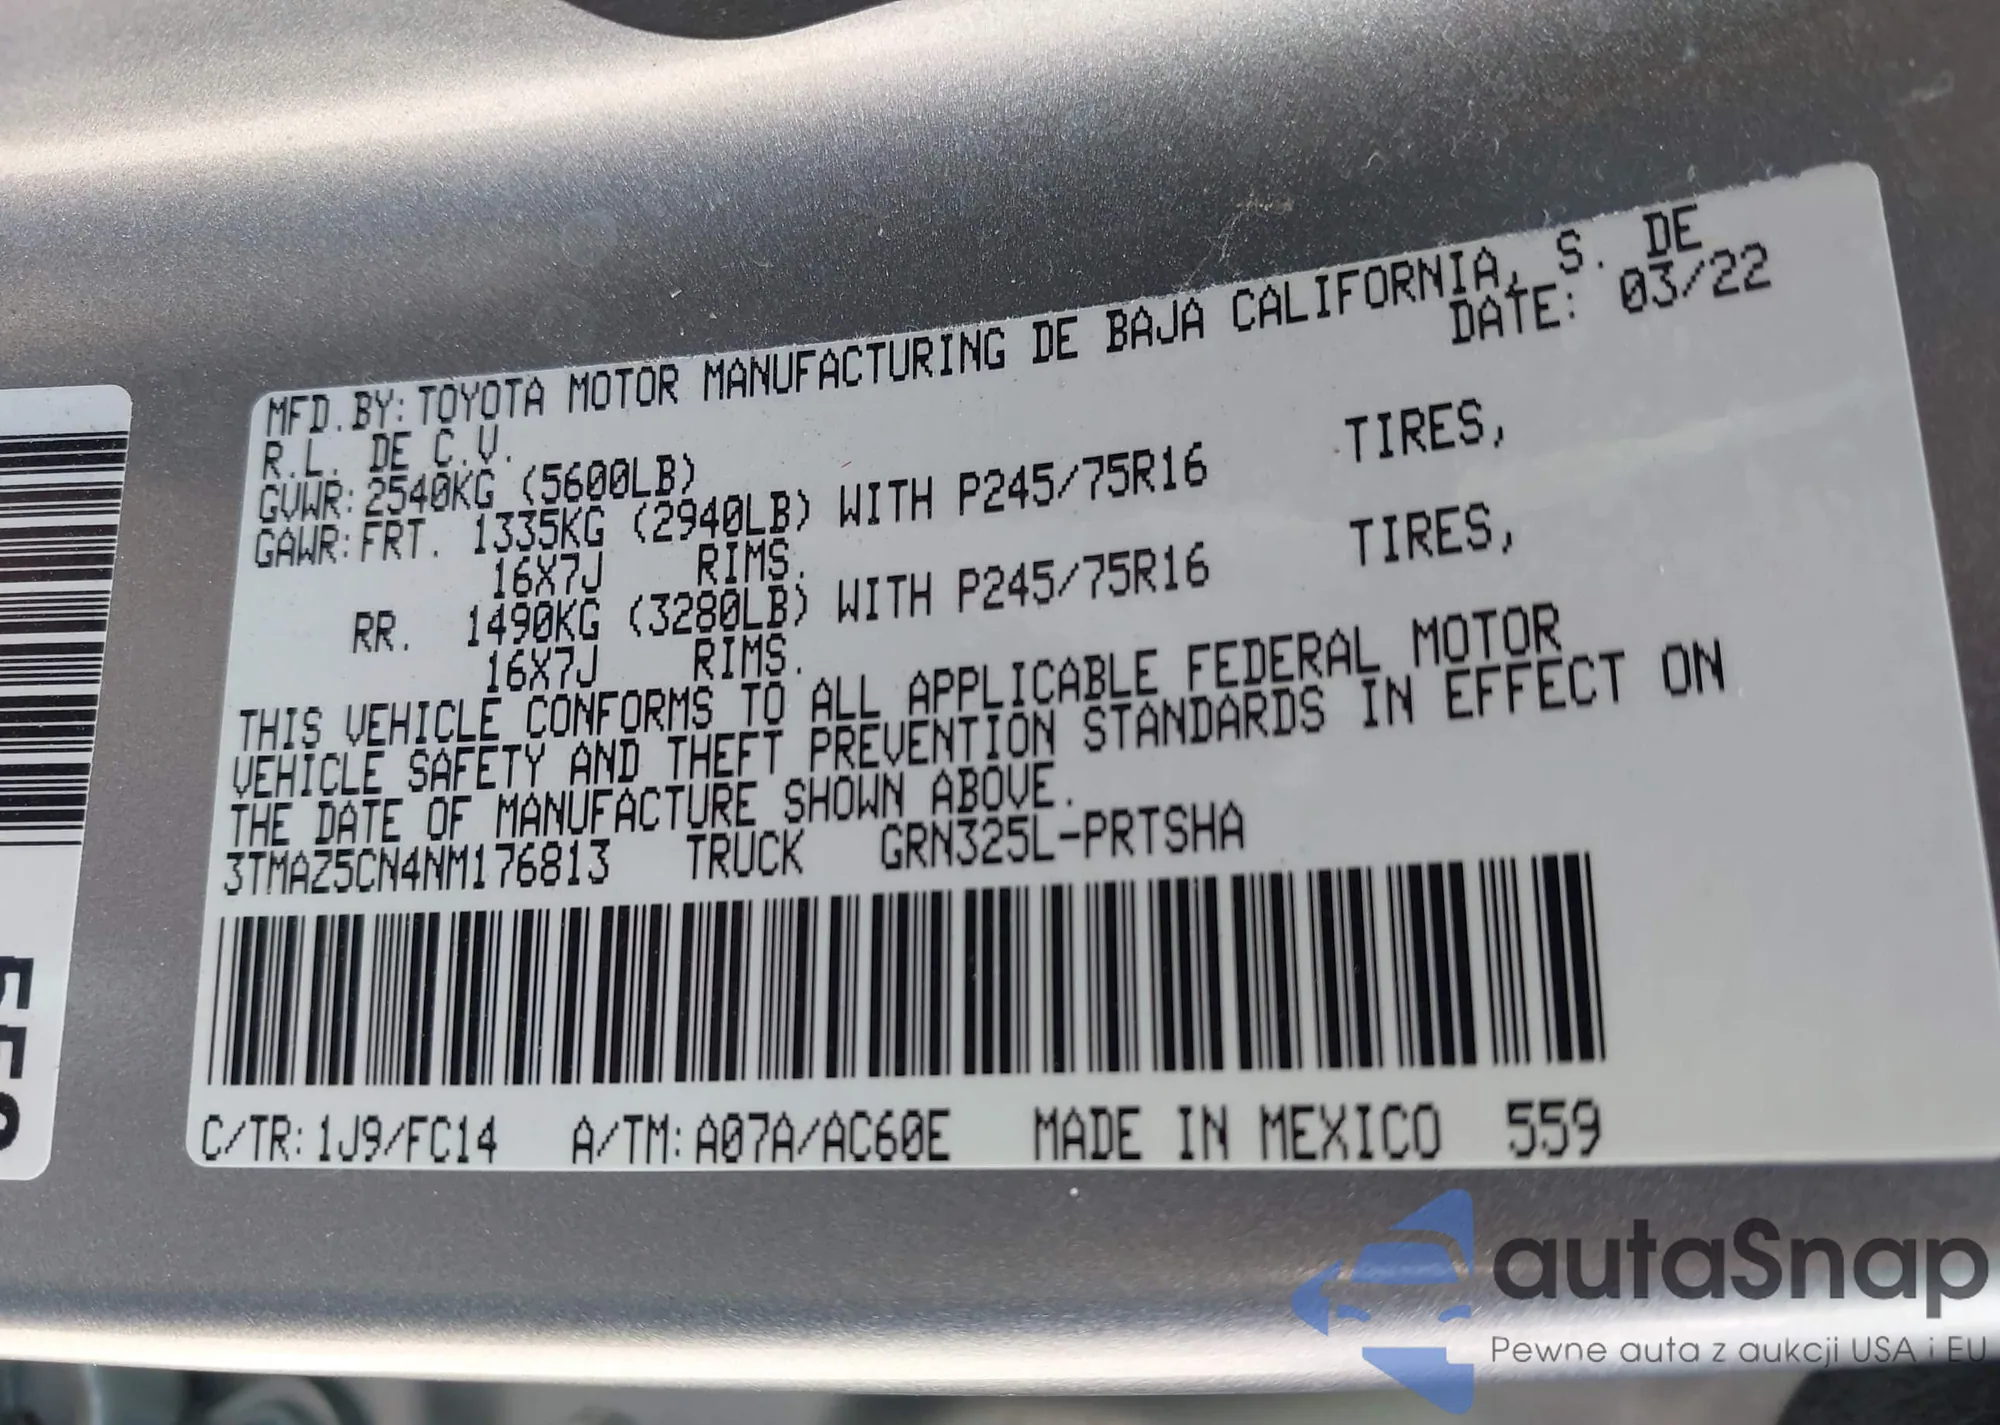 MFD.BY:TOYOTA MOTOR MANUFACTURING DE BAJA CALIFORNIA, S. DE
R.L. DE C.V. DATE: 03/22
GVWR:2540KG (5600LB)
GAWR:FRT. 1335KG (2940LB) WITH P245/75R16 TIRES,
16X7J RIMS.
RR. 1490KG (3280LB) WITH P245/75R16 TIRES,
16X7J RIMS.
THIS VEHICLE CONFORMS TO ALL APPLICABLE FEDERAL MOTOR
VEHICLE SAFETY AND THEFT PREVENTION STANDARDS IN EFFECT ON
THE DATE OF MANUFACTURE SHOWN ABOVE.
3TMAZ5CN4NM176813 TRUCK GRN325L-PRTSHA
C/TR:1J9/FC14 A/TM:A07A/AC60E MADE IN MEXICO 559
autaSnap
Pewne auta z aukcji USA i EU